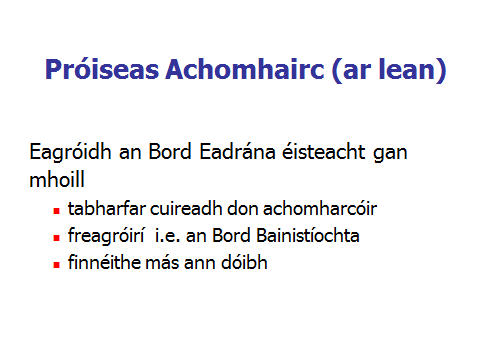 Próiseas Achomhairc (ar lean)
Eagróidh an Bord Eadrána éisteacht gan
mhoill
tabharfar cuireadh don achomharcóir
freagróirí i.e. an Bord Bainistíochta
finnéithe más ann dóibh